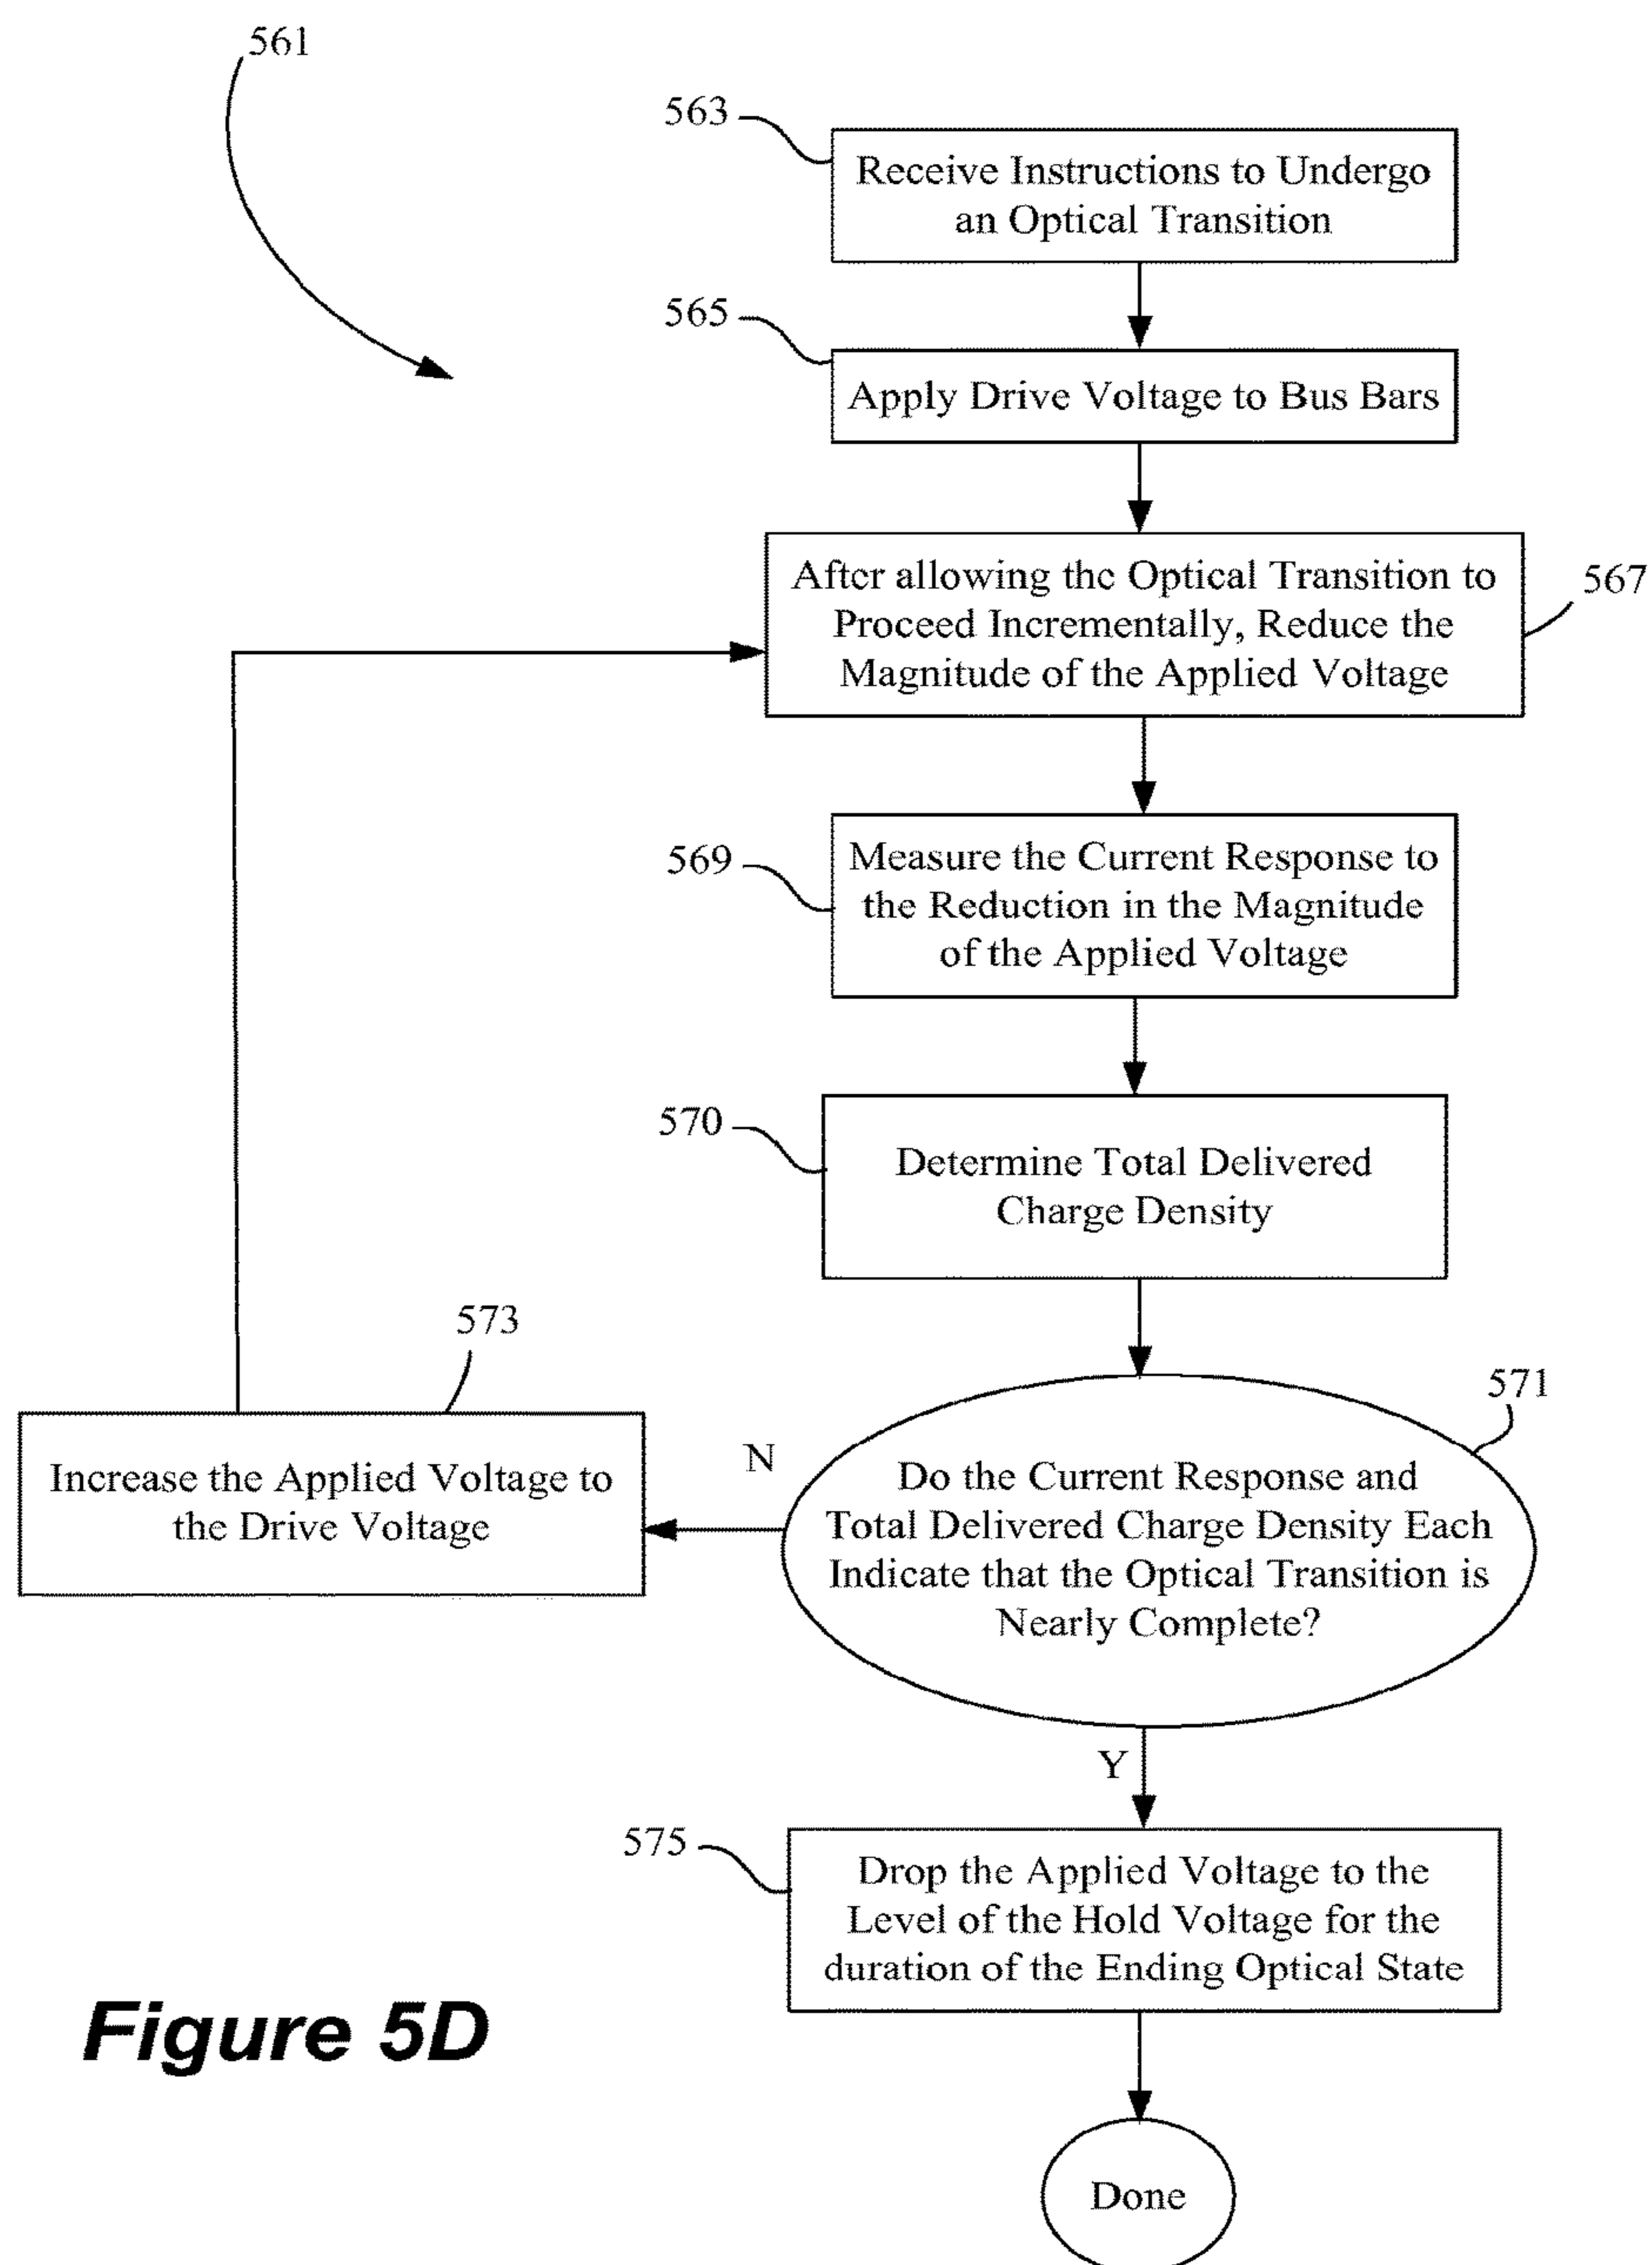 561
563
Receive Instructions to Undergo
an Optical Transition
565
Apply Drive Voltage to Bus Bars
After allowing the Optical Transition to
Proceed Incrementally, Reduce the
Magnitude of the Applied Voltage
567
569
Measure the Current Response to
the Reduction in the Magnitude
of the Applied Voltage
570
Determine Total Delivered
Charge Density
573
Increase the Applied Voltage to
the Drive Voltage
N
571
Do the Current Response and
Total Delivered Charge Density Each
Indicate that the Optical Transition is
Nearly Complete?
Y
575
Drop the Applied Voltage to the
Level of the Hold Voltage for the
duration of the Ending Optical State
Figure 5D
Done